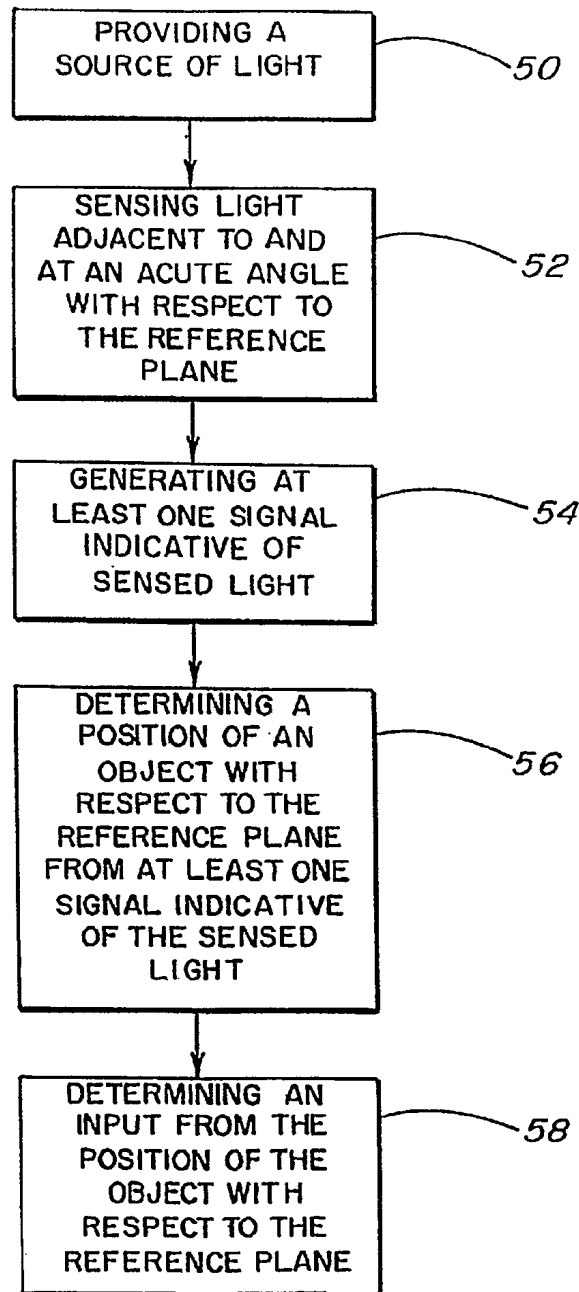 PROVIDING A
SOURCE OF LIGHT
50
SENSING LIGHT
ADJACENT TO AND
AT AN ACUTE ANGLE
WITH RESPECT TO
THE REFERENCE
PLANE
52
GENERATING AT
LEAST ONE SIGNAL
INDICATIVE OF
SENSED LIGHT
54
DETERMINING A
POSITION OF AN
OBJECT WITH
RESPECT TO THE
REFERENCE PLANE
FROM AT LEAST ONE
SIGNAL INDICATIVE
OF THE SENSED
LIGHT
56
DETERMINING AN
INPUT FROM THE
POSITION OF THE
OBJECT WITH
RESPECT TO THE
REFERENCE PLANE
58